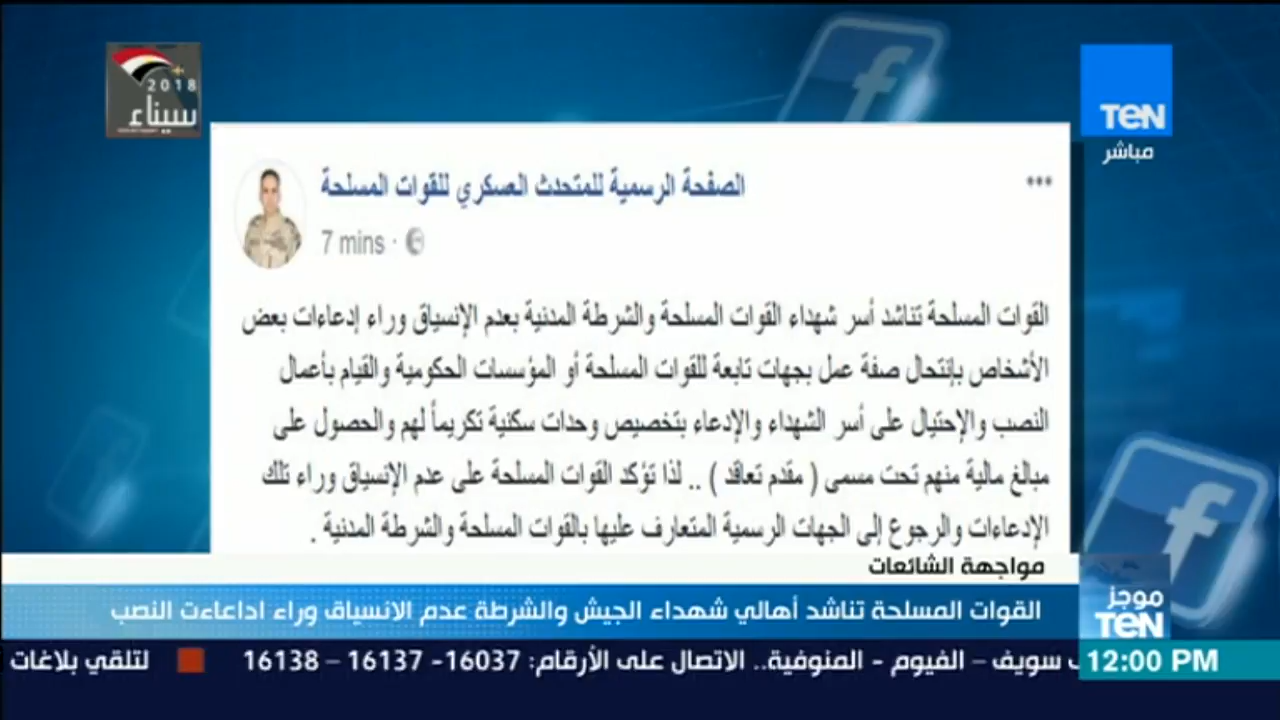 2018
سيناء
TEN
مباشر
الصفحة الرسمية للمتحدث العسكري للقوات المسلحة
7 mins ·
القوات المسلحة تناشد أسر شهداء القوات المسلحة والشرطة المدنية بعدم الإنسياق وراء إدعاءات بعض
الأشخاص بإنتحال صفة عمل بجهات تابعة للقوات المسلحة أو المؤسسات الحكومية والقيام بأعمال
النصب والإحتيال على أسر الشهداء والإدعاء بتخصيص وحدات سكنية تكريماً لهم والحصول على
مبالغ مالية منهم تحت مسمى ( مقدم تعاقد ) .. لذا تؤكد القوات المسلحة على عدم الإنسياق وراء تلك
الإدعاءات والرجوع إلى الجهات الرسمية المتعارف عليها بالقوات المسلحة والشرطة المدنية .
مواجهة الشائعات
القوات المسلحة تناشد أهالي شهداء الجيش والشرطة عدم الانسياق وراء اداعاءت النصب
موجز
TEN
سويف – الفيوم - المنوفية.. الاتصال على الأرقام: 16037- 16137 – 16138
لتلقي بلاغات
12:00 PM